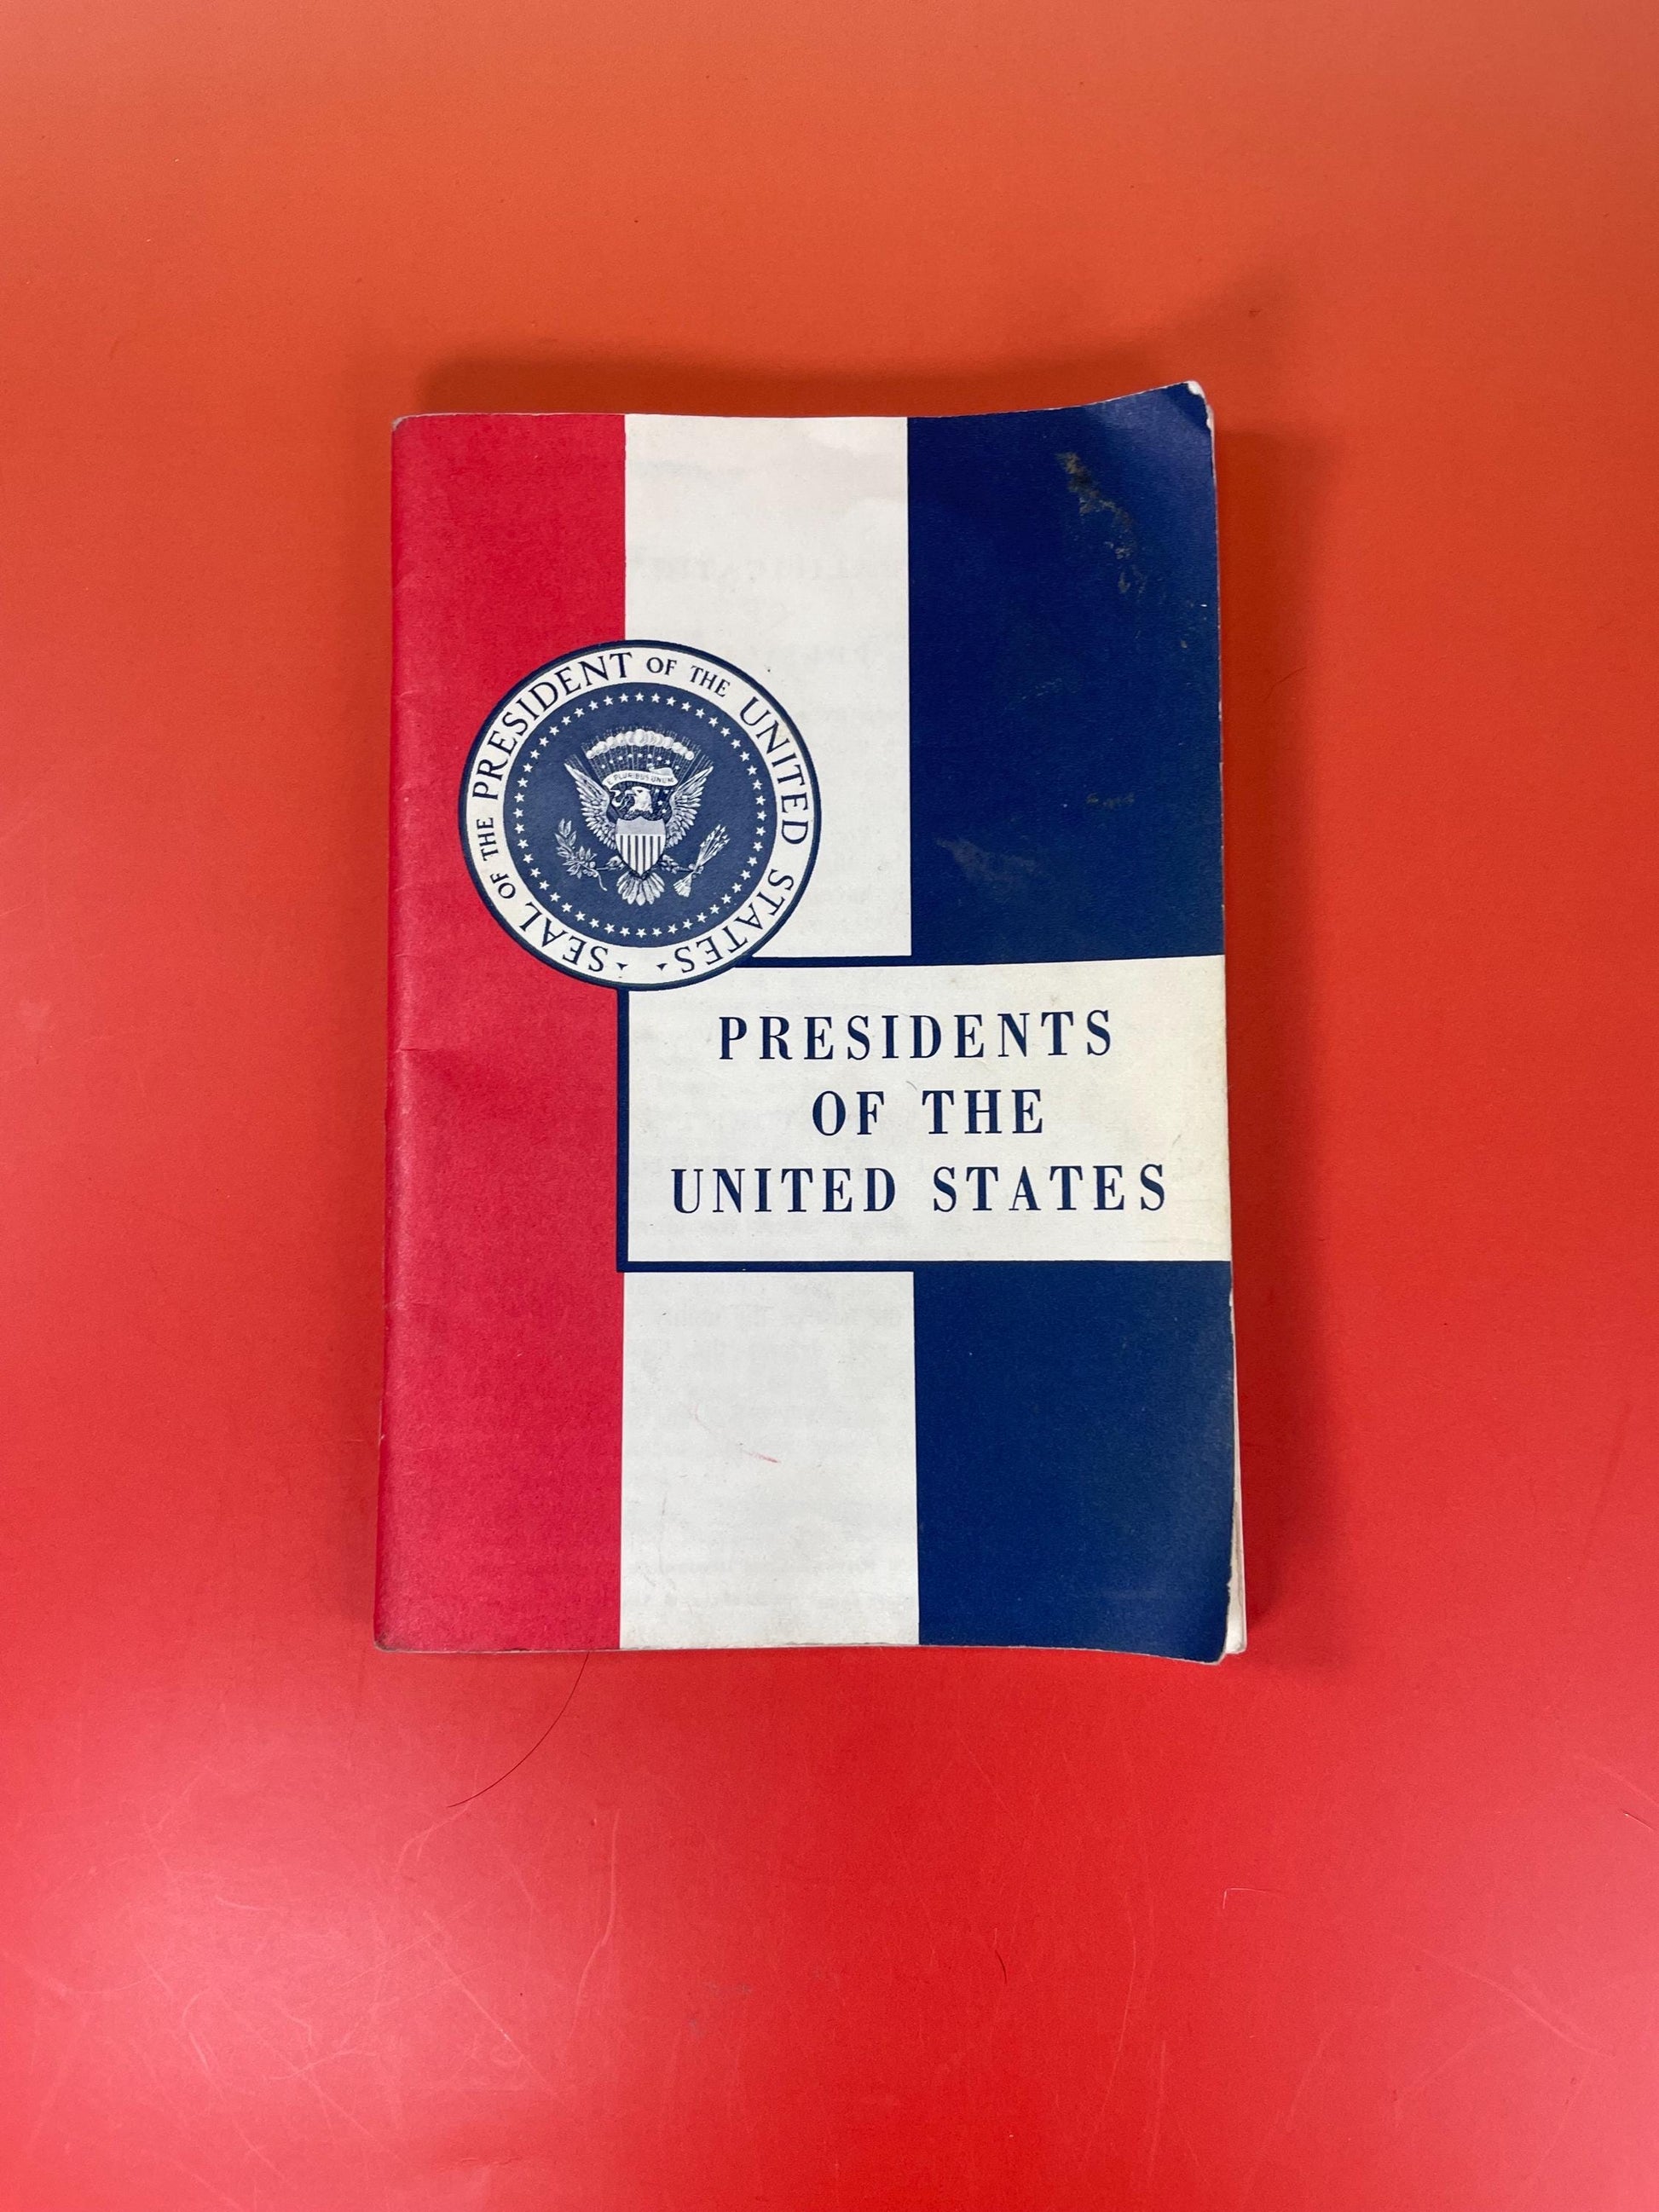 SEAL OF THE PRESIDENT OF THE UNITED STATES
E PLURIBUS UNUM
PRESIDENTS
OF THE
UNITED STATES